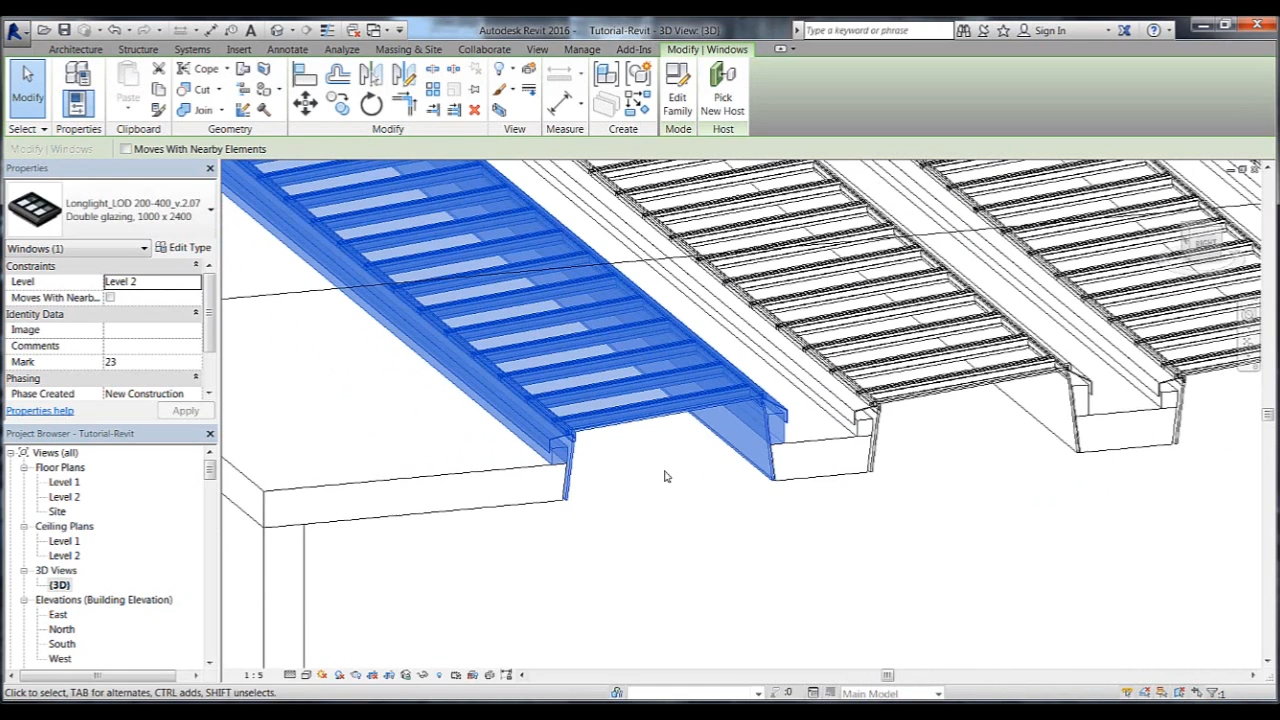 Autodesk Revit 2016 - Tutorial-Revit - 3D View: {3D}
Type a keyword or phrase
Sign In
Architecture Structure Systems Insert Annotate Analyze Massing & Site Collaborate View Manage Add-Ins Modify | Windows
Modify Paste Cope Cut Join Edit Family Pick New Host
Select Properties Clipboard Geometry Modify View Measure Create Mode Host
Modify | Windows Moves With Nearby Elements
Properties
Longlight_LOD 200-400_v.2.07
Double glazing, 1000 x 2400
Windows (1) Edit Type
Constraints
Level Level 2
Moves With Nearb...
Identity Data
Image
Comments
Mark 23
Phasing
Phase Created New Construction
Properties help Apply
Project Browser - Tutorial-Revit
Views (all)
Floor Plans
Level 1
Level 2
Site
Ceiling Plans
Level 1
Level 2
3D Views
{3D}
Elevations (Building Elevation)
East
North
South
West
1 : 5
Click to select, TAB for alternates, CTRL adds, SHIFT unselects.
:0
Main Model
:1